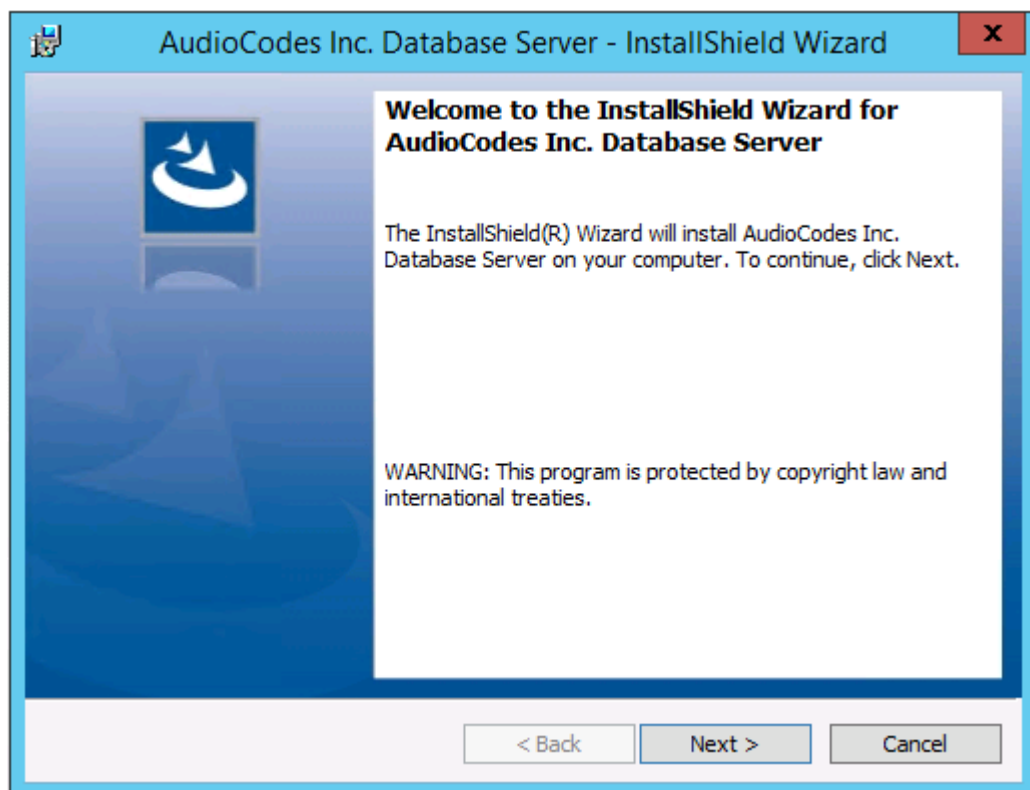 AudioCodes Inc. Database Server - InstallShield Wizard
x
Welcome to the InstallShield Wizard for
AudioCodes Inc. Database Server
The InstallShield(R) Wizard will install AudioCodes Inc.
Database Server on your computer. To continue, click Next.
WARNING: This program is protected by copyright law and
international treaties.
< Back
Next >
Cancel